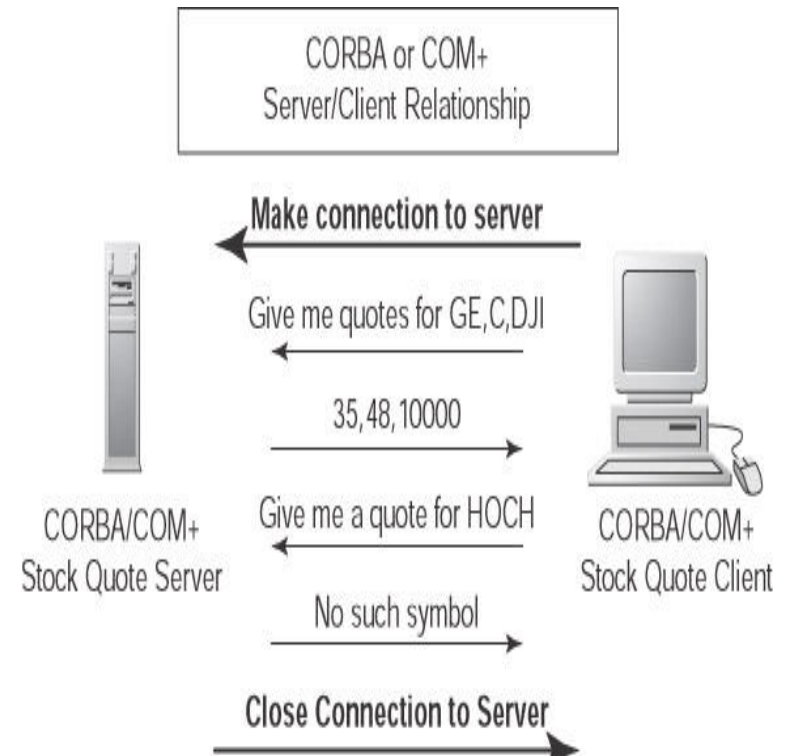 CORBA or COM+
Server/Client Relationship
Make connection to server
Give me quotes for GE,C,DJI
35,48,10000
Give me a quote for HOCH
CORBA/COM+
Stock Quote Server
CORBA/COM+
Stock Quote Client
No such symbol
Close Connection to Server